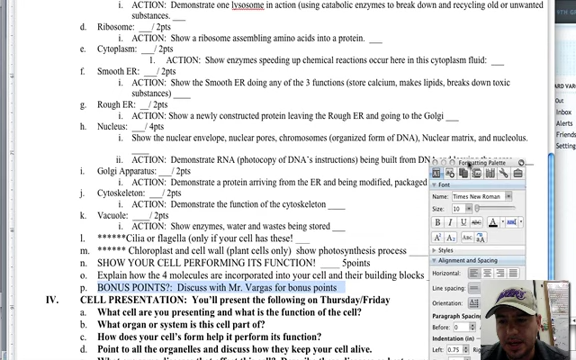 i. ACTION: Demonstrate one lysosome in action (using catabolic enzymes to break down and recycling old or unwanted
substances. ___
d. Ribosome: ___/ 2pts
i. ACTION: Show a ribosome assembling amino acids into a protein. ___
e. Cytoplasm: ___/ 2pts
1. ACTION: Show enzymes speeding up chemical reactions occur here in this cytoplasm fluid: ___
f. Smooth ER: ___/ 2pts
i. ACTION: Show the Smooth ER doing any of the 3 functions (store calcium, makes lipids, breaks down toxic
substances) ____
g. Rough ER: __/ 2pts
i. ACTION: Show a newly constructed protein leaving the Rough ER and going to the Golgi ___
h. Nucleus: ___/ 4pts
i. Show the nuclear envelope, nuclear pores, chromosomes (organized form of DNA), Nuclear matrix, and nucleolus.
____
ii. ACTION: Demonstrate RNA (photocopy of DNA's instructions) being built from DNA
i. Golgi Apparatus: ___/ 2pts
i. ACTION: Demonstrate a protein arriving from the ER and being modified, packaged
j. Cytoskeleton: ___/ 2pts
i. ACTION: Demonstrate the function of the cytoskeleton ____
k. Vacuole: ___/ 2pts
i. ACTION: Show enzymes, water and wastes being stored ___
l. ******Cilia or flagella (only if your cell has these! ___
m. ****** Chloroplast and cell wall (plant cells only) show photosynthesis process ____
n. SHOW YOUR CELL PERFORMING ITS FUNCTION! ____ 5points
o. Explain how the 4 molecules are incorporated into your cell and their building blocks
p. BONUS POINTS?: Discuss with Mr. Vargas for bonus points
IV. CELL PRESENTATION: You'll present the following on Thursday/Friday
a. What cell are you presenting and what is the function of the cell?
b. What organ or system is this cell part of?
c. How does your cell's form help it perform its function?
d. Point to all the organelles and discuss how they keep your cell alive.
Formatting Palette
Font
Name: Times New Roman
Size: 10
B I U
Styles
Alignment and Spacing
Horizontal:
Line spacing:
Orientation:
Paragraph Spacing
Before: 0
Indentation (in)
Left: 0.75
Out
Inbox
Alerts
Friends